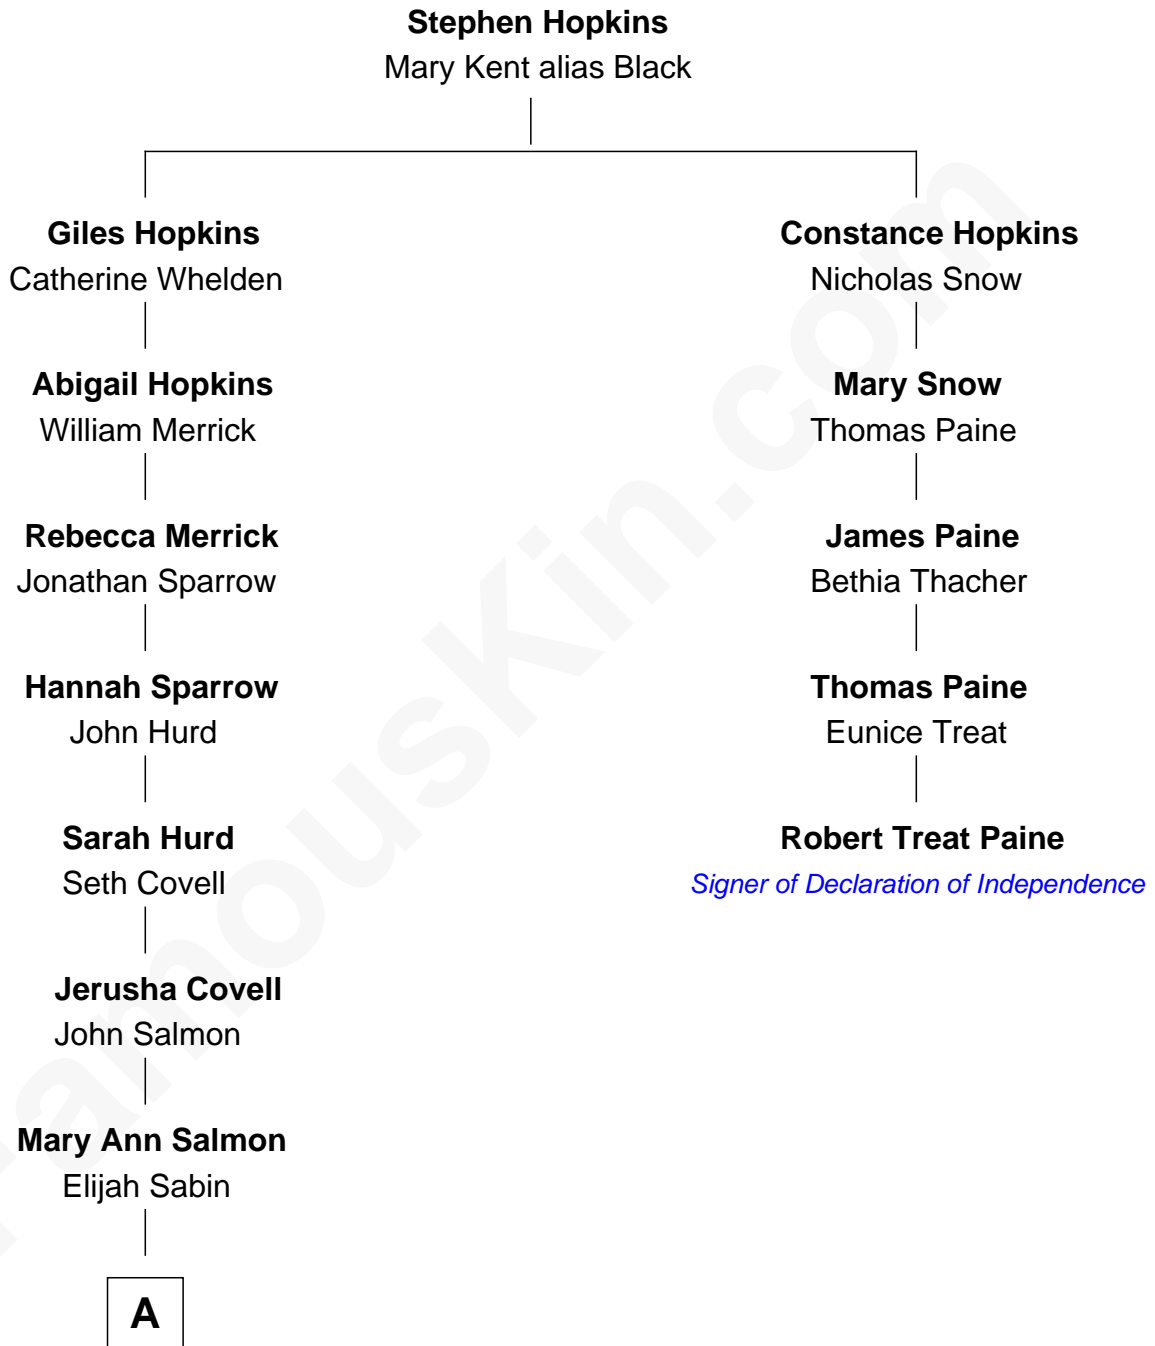 Stephen Hopkins
Mary Kent alias Black
Giles Hopkins
Catherine Whelden
Abigail Hopkins
William Merrick
Rebecca Merrick
Jonathan Sparrow
Hannah Sparrow
John Hurd
Sarah Hurd
Seth Covell
Jerusha Covell
John Salmon
Mary Ann Salmon
Elijah Sabin
A
Constance Hopkins
Nicholas Snow
Mary Snow
Thomas Paine
James Paine
Bethia Thacher
Thomas Paine
Eunice Treat
Robert Treat Paine
Signer of Declaration of Independence
FamousKin.com